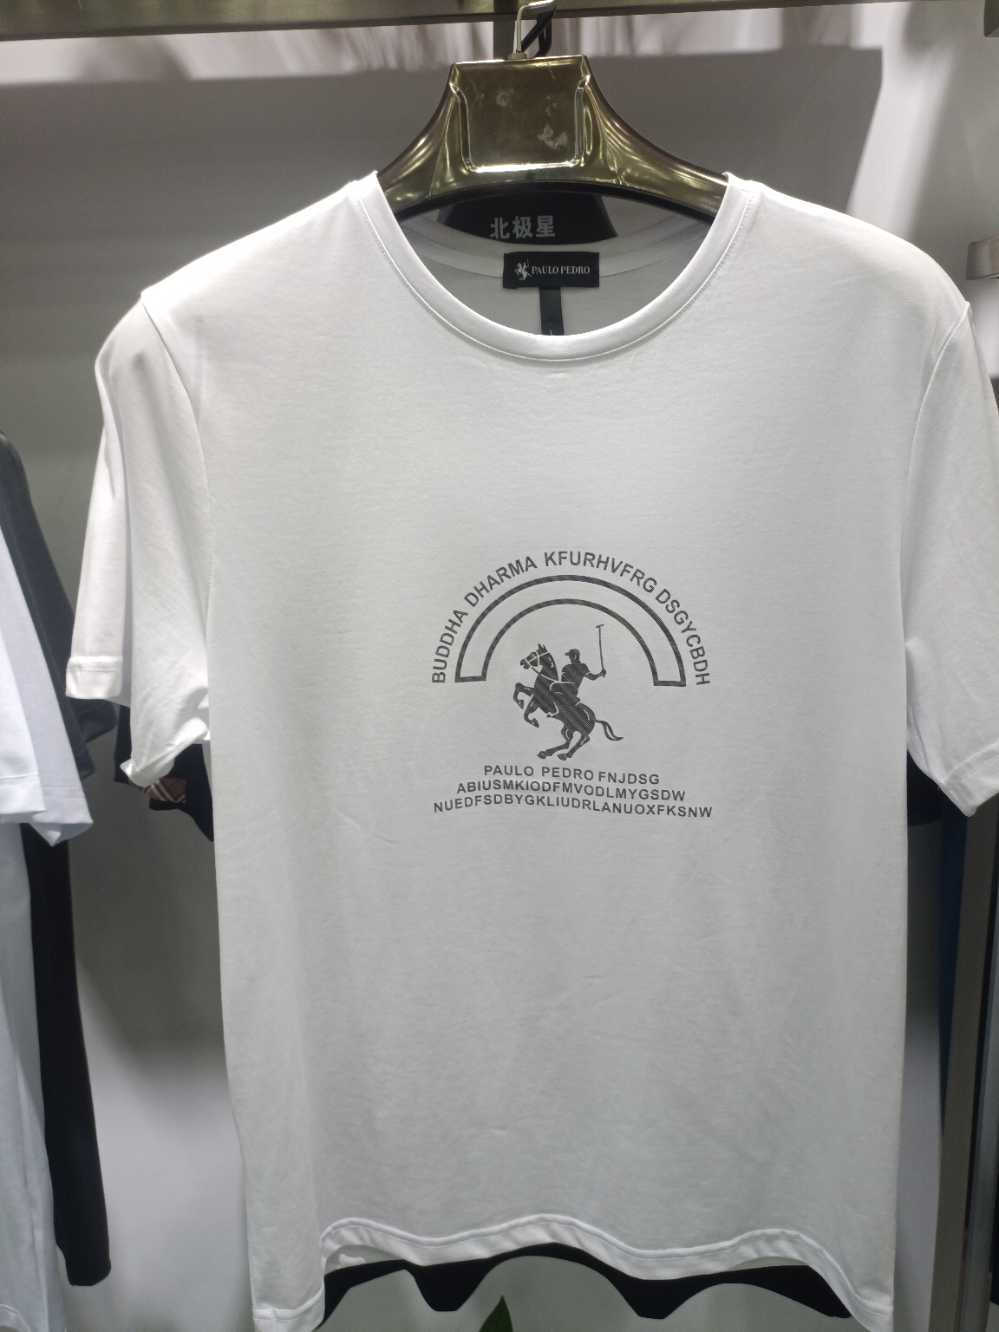 北极星
PAULO PEDRO
BUDDHA DHARMA KFURHVFRG DSGYCBDH
PAULO PEDRO FNJDSG
ABIUSMKIODFMVODLMYGSDW
NUEDFSDBYGKLIUDRLANUOXFKSNW